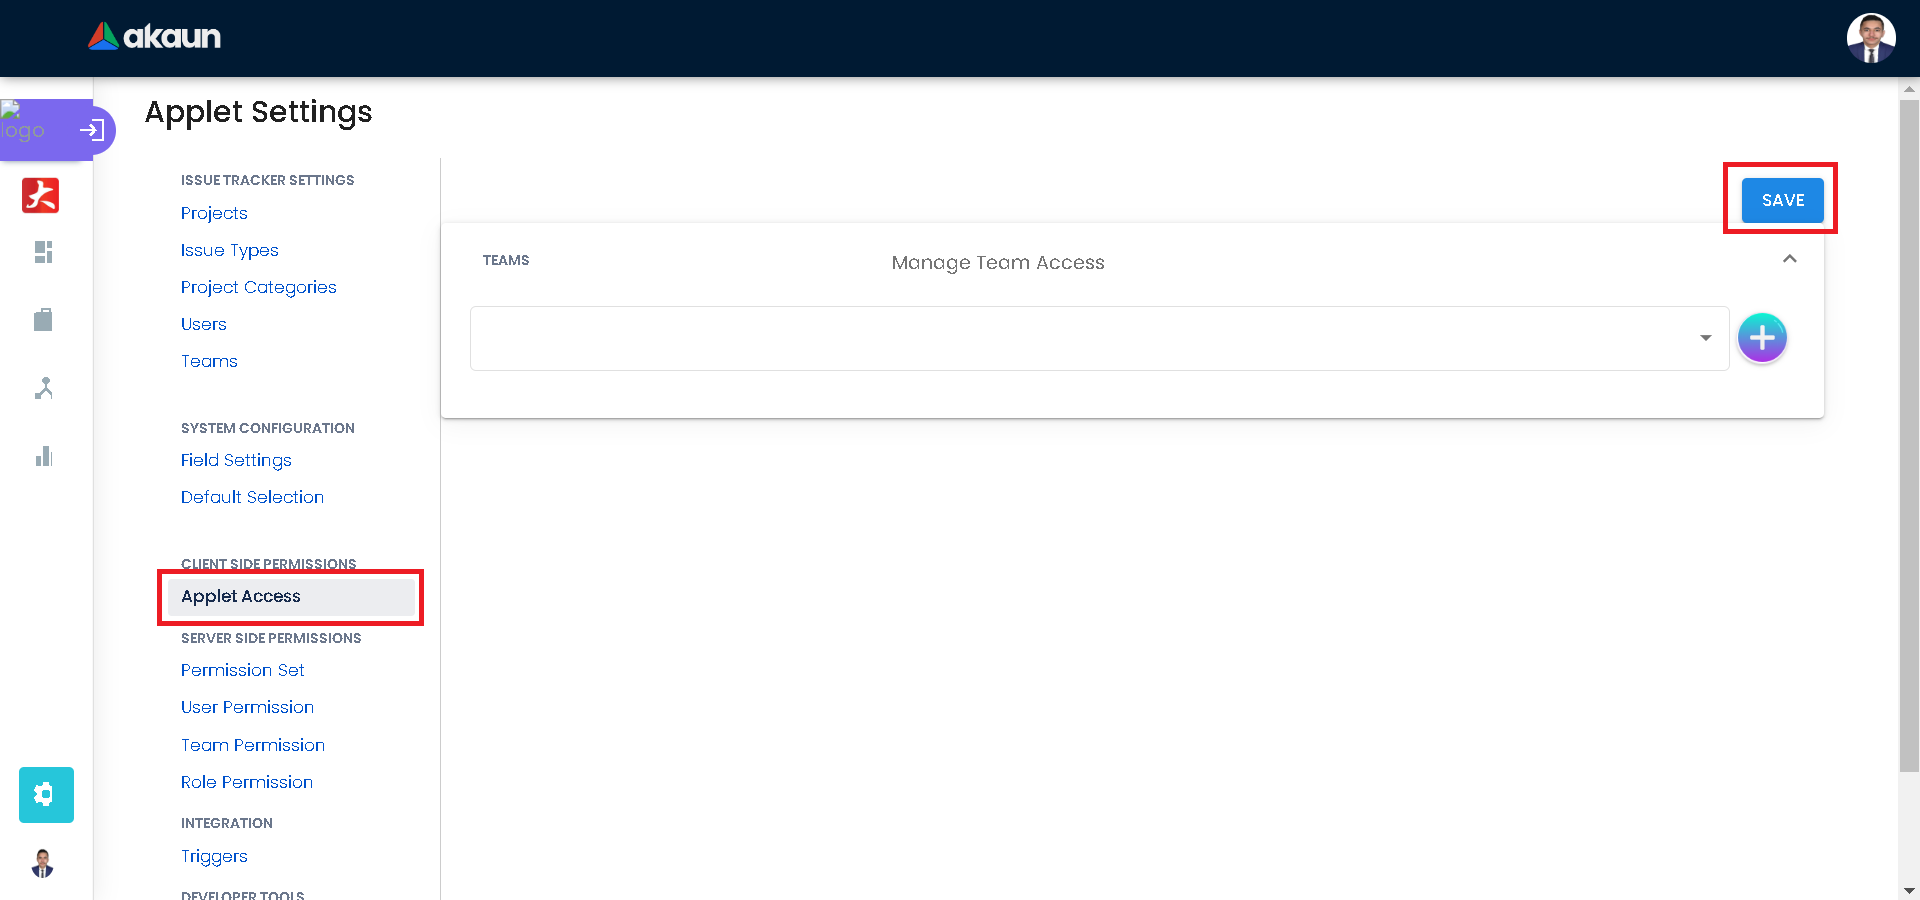 akaun
logo
Applet Settings
ISSUE TRACKER SETTINGS
Projects
Issue Types
Project Categories
Users
Teams
SYSTEM CONFIGURATION
Field Settings
Default Selection
CLIENT SIDE PERMISSIONS
Applet Access
SERVER SIDE PERMISSIONS
Permission Set
User Permission
Team Permission
Role Permission
INTEGRATION
Triggers
DEVELOPER TOOLS
SAVE
TEAMS
Manage Team Access